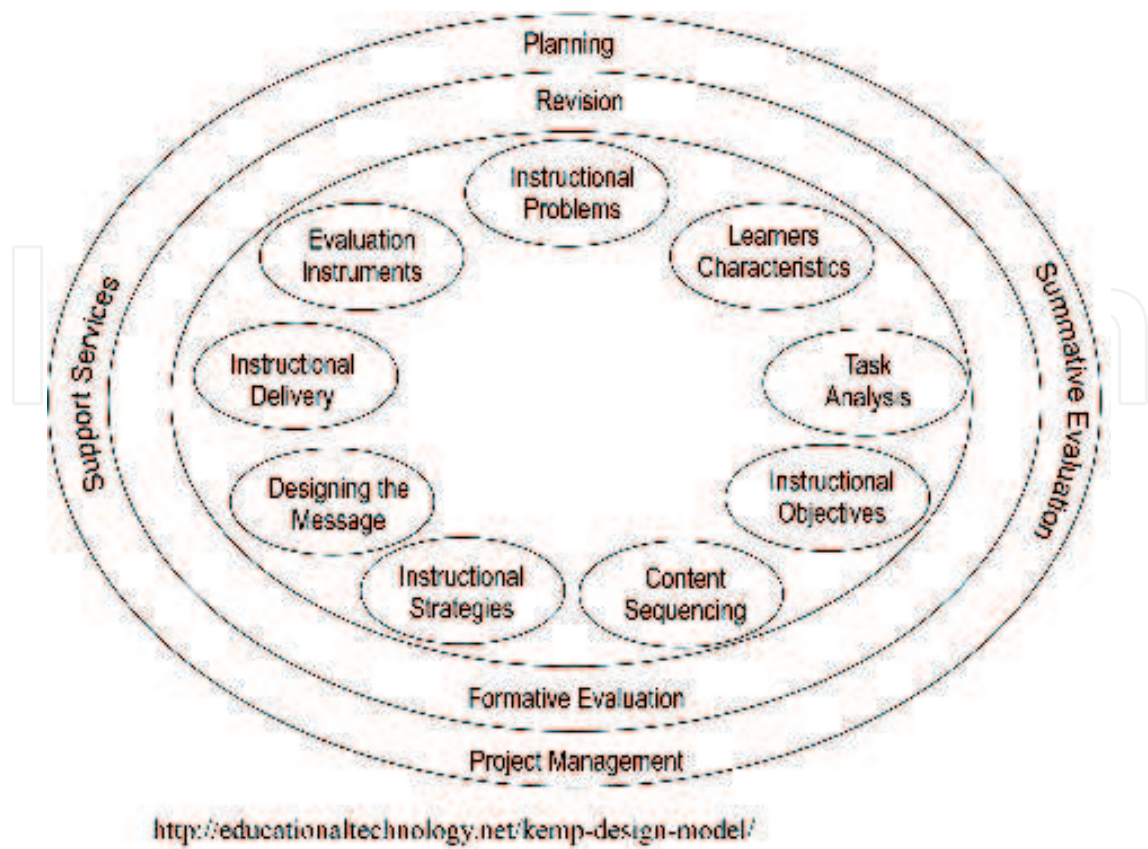 Planning
Revision
Instructional
Problems
Evaluation
Instruments
Learners
Characteristics
Support Services
Summative Evaluation
Instructional
Delivery
Task
Analysis
Designing the
Message
Instructional
Objectives
Instructional
Strategies
Content
Sequencing
Formative Evaluation
Project Management
http://educationaltechnology.net/kemp-design-model/